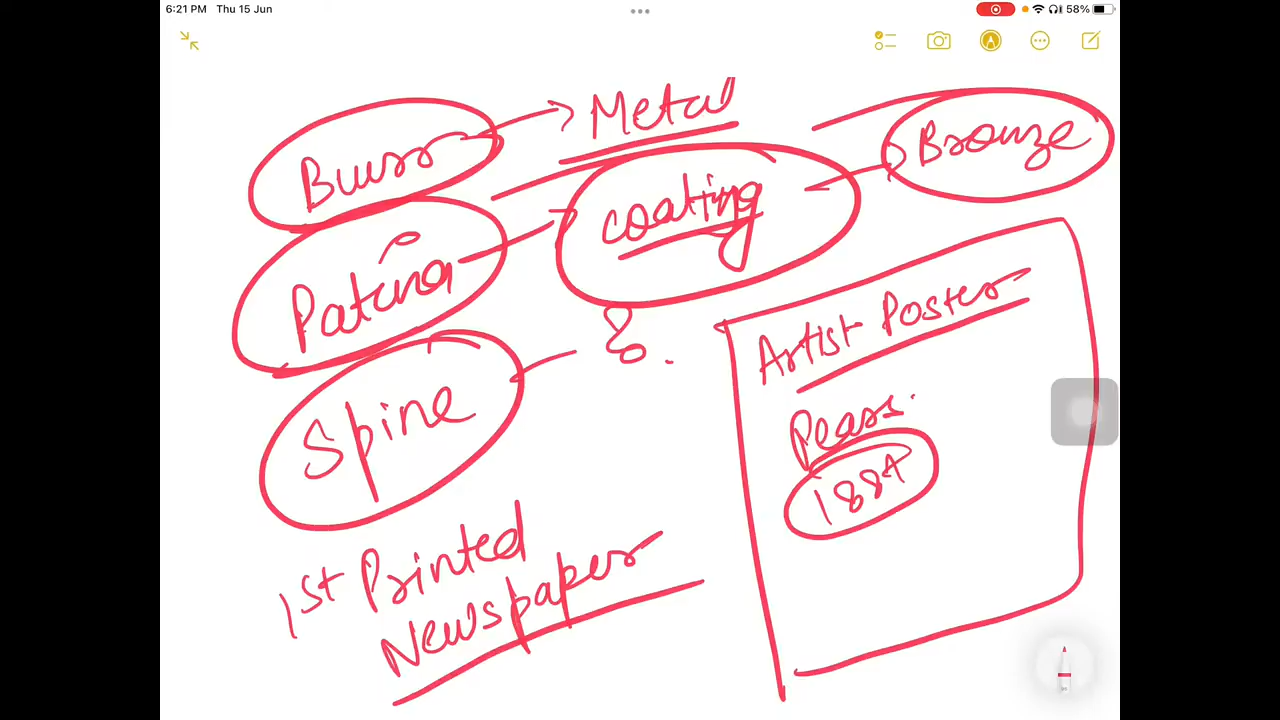 6:21 PM Thu 15 Jun
58%
Burr → Metal
Patina → coating → Bronze
Spine
Artist Poster
Pears.
1884
1st Printed
Newspaper